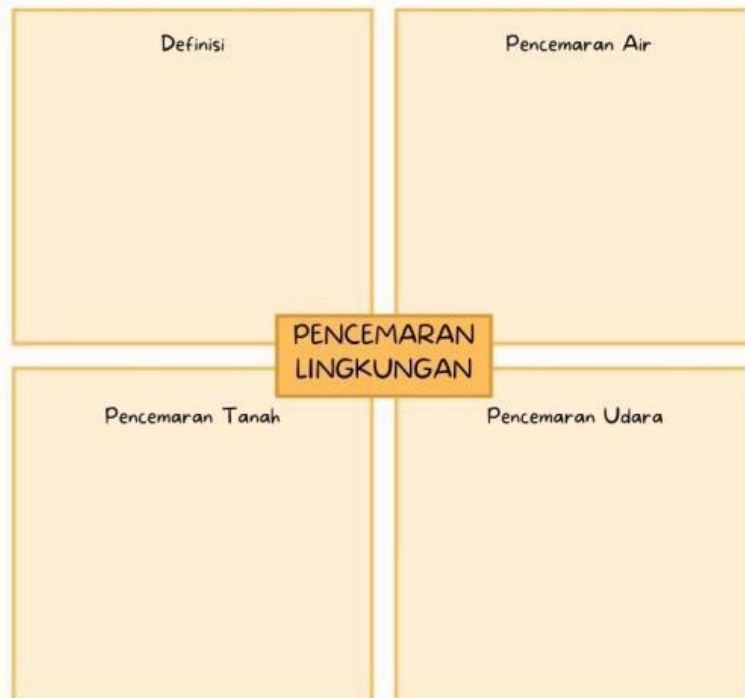 Definisi
Pencemaran Air
PENCEMARAN
LINGKUNGAN
Pencemaran Tanah
Pencemaran Udara